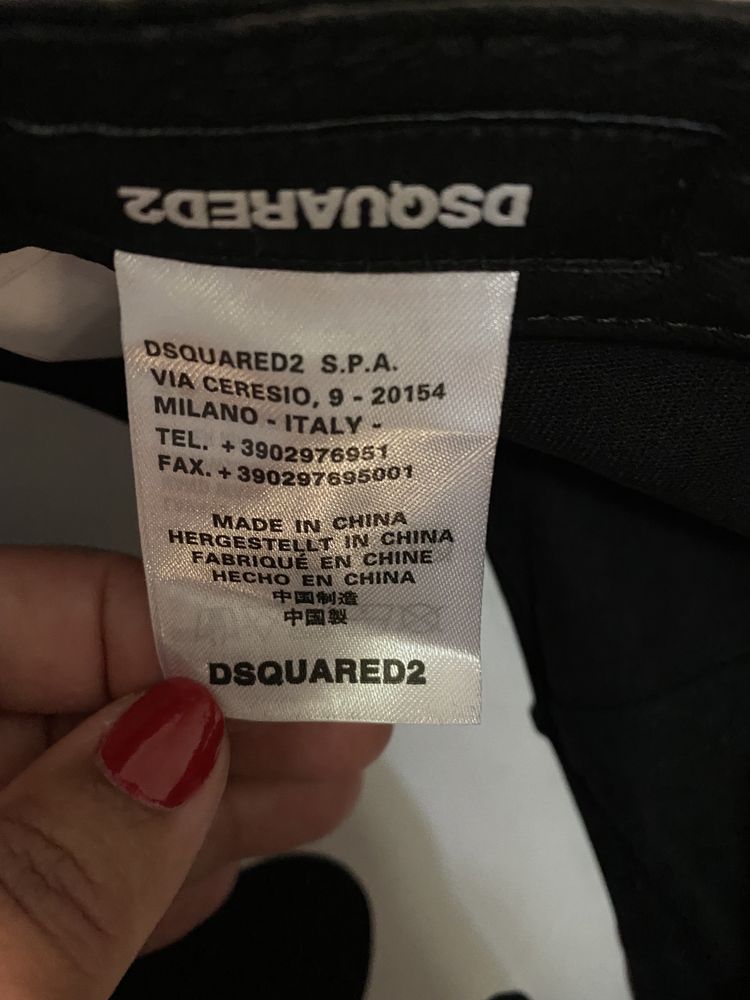 DSQUARED2
DSQUARED2 S.P.A.
VIA CERESIO, 9 - 20154
MILANO - ITALY -
TEL. +3902976951
FAX. +390297695001
MADE IN CHINA
HERGESTELLT IN CHINA
FABRIQUÉ EN CHINE
HECHO EN CHINA
中国制造
中国製
DSQUARED2